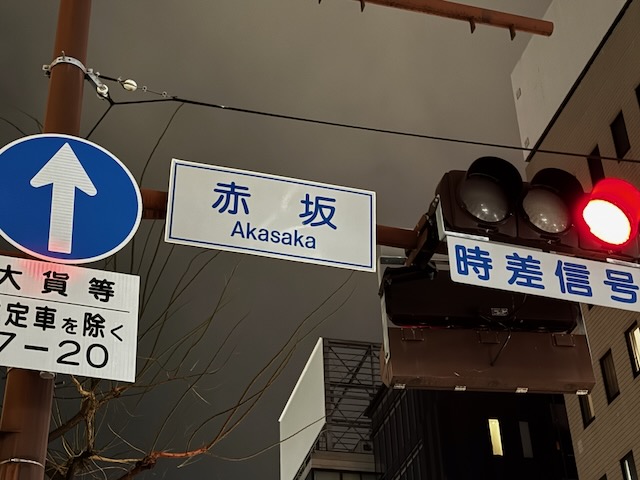 赤坂
Akasaka
時差信号
大貨等
定車を除く
7-20